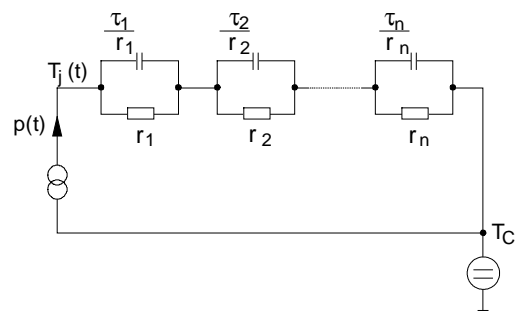 τ1/r1 τ2/r2 τn/rn
Tj (t)
r1 r2 rn
p(t)
TC